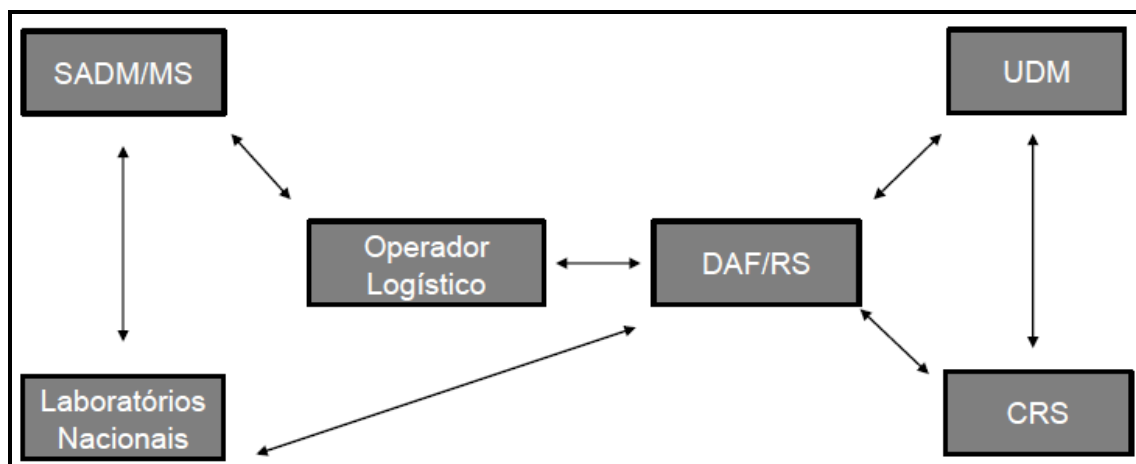 SADM/MS
UDM
Operador
Logístico
DAF/RS
Laboratórios
Nacionais
CRS